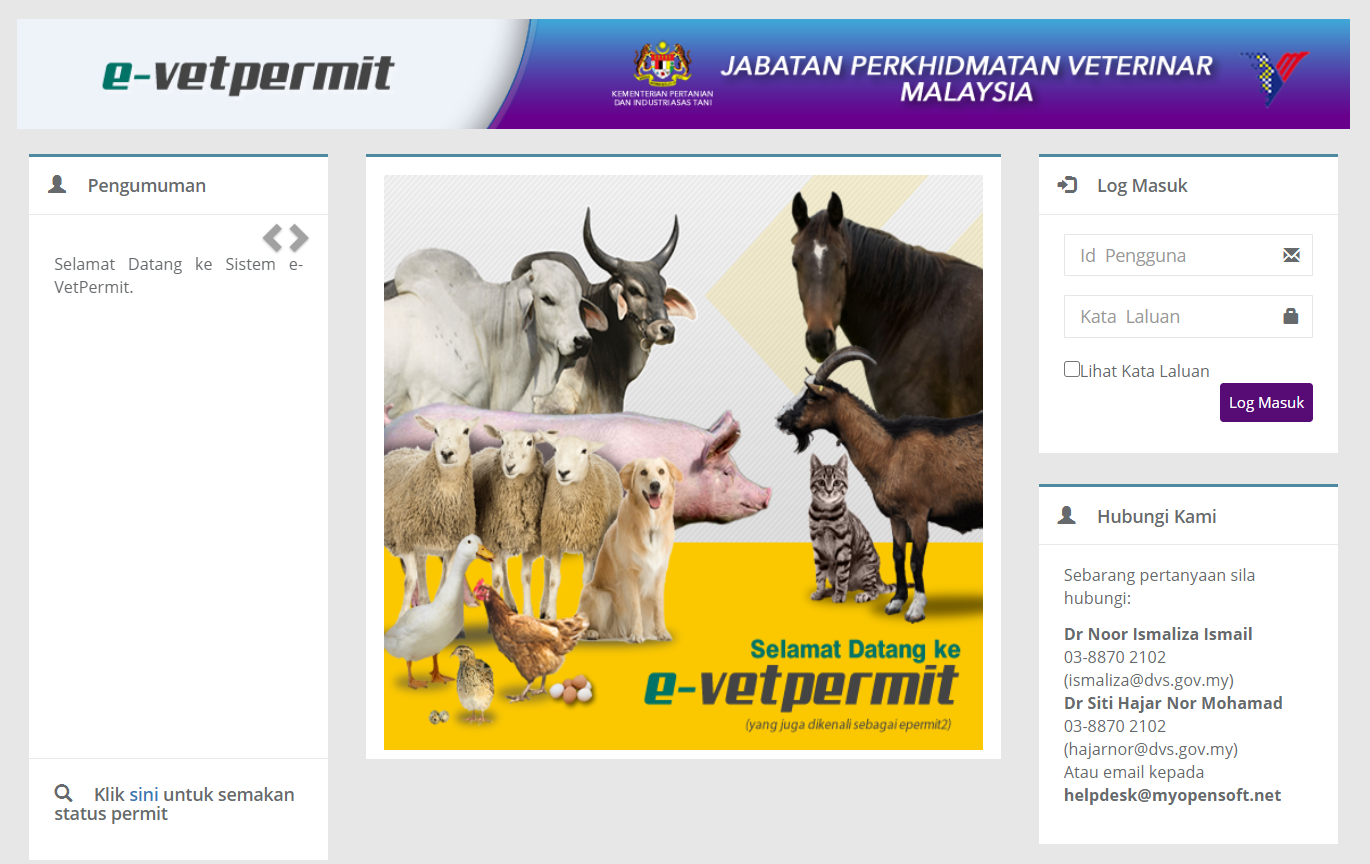 e-vetpermit
KEMENTERIAN PERTANIAN
DAN INDUSTRI ASAS TANI
JABATAN PERKHIDMATAN VETERINAR
MALAYSIA
Pengumuman
Selamat Datang ke Sistem e-
VetPermit.
Klik sini untuk semakan
status permit
Selamat Datang ke
e-vetpermit
(yang juga dikenali sebagai epermit2)
Log Masuk
Id Pengguna
Kata Laluan
Lihat Kata Laluan
Log Masuk
Hubungi Kami
Sebarang pertanyaan sila
hubungi:
Dr Noor Ismaliza Ismail
03-8870 2102
(ismaliza@dvs.gov.my)
Dr Siti Hajar Nor Mohamad
03-8870 2102
(hajarnor@dvs.gov.my)
Atau email kepada
helpdesk@myopensoft.net